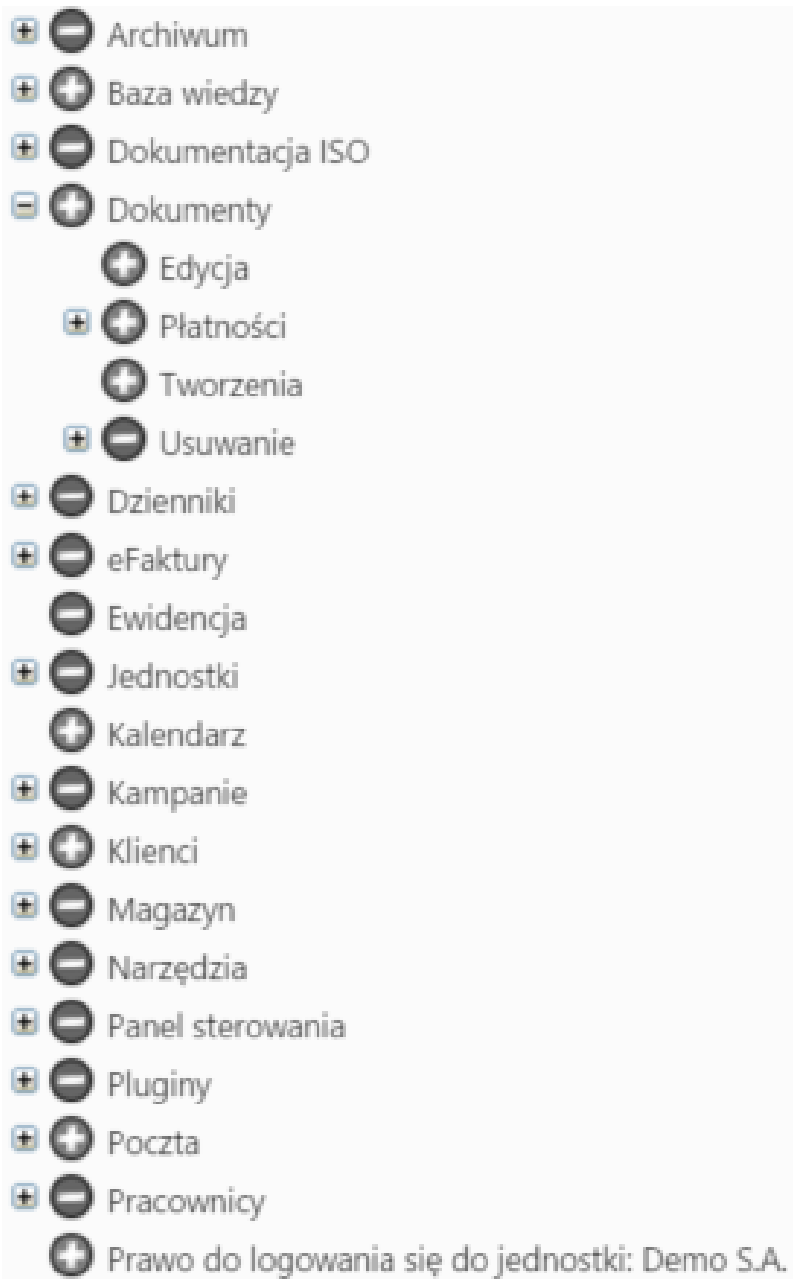 Archiwum
Baza wiedzy
Dokumentacja ISO
Dokumenty
Edycja
Płatności
Tworzenia
Usuwanie
Dzienniki
eFaktury
Ewidencja
Jednostki
Kalendarz
Kampanie
Klienci
Magazyn
Narzędzia
Panel sterowania
Pluginy
Poczta
Pracownicy
Prawo do logowania się do jednostki: Demo S.A.